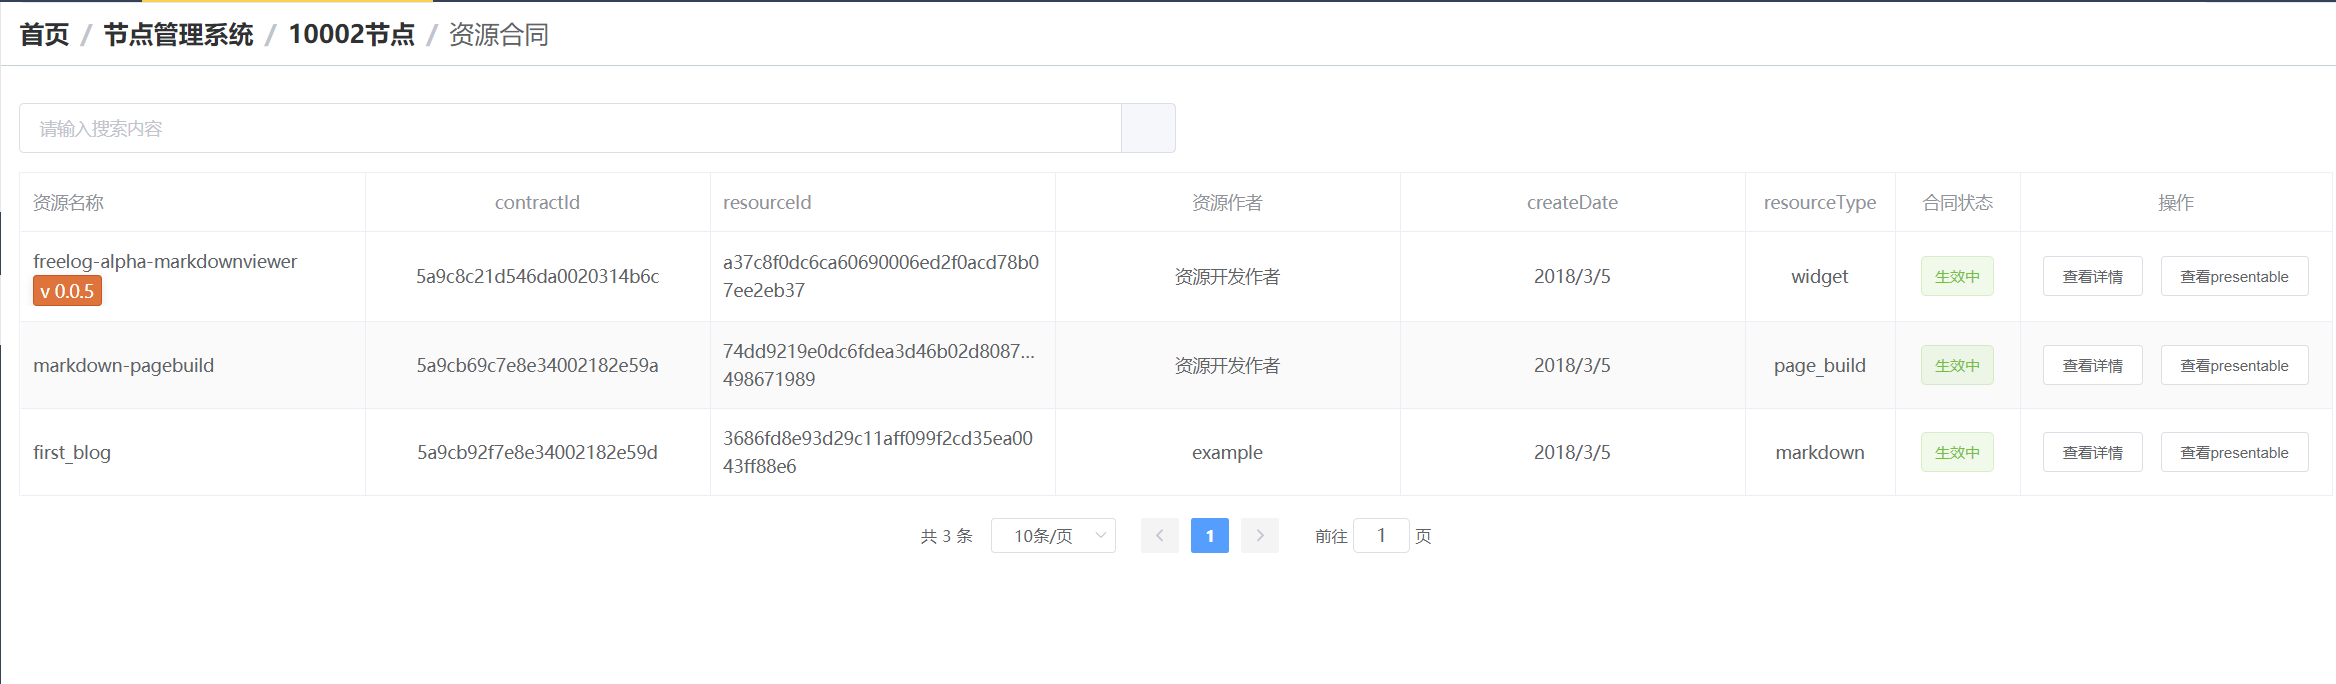 首页 / 节点管理系统 / 10002节点 / 资源合同
请输入搜索内容
资源名称 contractId resourceId 资源作者 createDate resourceType 合同状态 操作
freelog-alpha-markdownviewer
v 0.0.5
5a9c8c21d546da0020314b6c
a37c8f0dc6ca60690006ed2f0acd78b0
7ee2eb37
资源开发作者 2018/3/5 widget 生效中 查看详情 查看presentable
markdown-pagebuild
5a9cb69c7e8e34002182e59a
74dd9219e0dc6fdea3d46b02d8087...
498671989
资源开发作者 2018/3/5 page_build 生效中 查看详情 查看presentable
first_blog
5a9cb92f7e8e34002182e59d
3686fd8e93d29c11aff099f2cd35ea00
43ff88e6
example 2018/3/5 markdown 生效中 查看详情 查看presentable
共 3 条 10条/页 1 前往 1 页